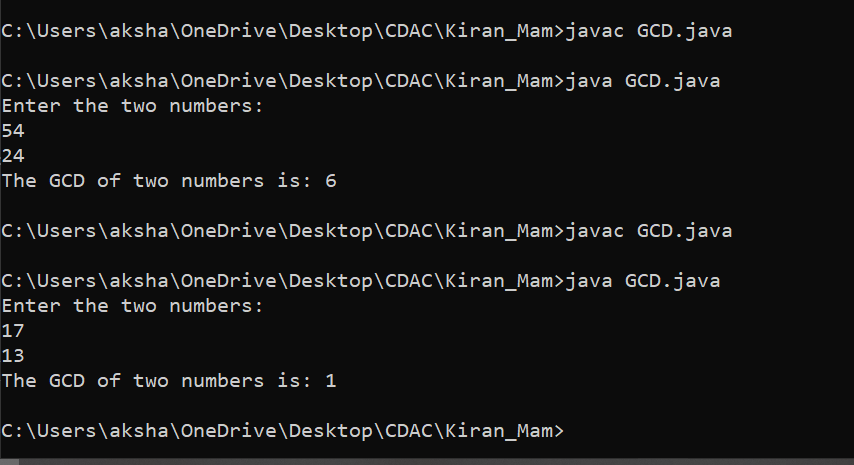 C:\Users\aksha\OneDrive\Desktop\CDAC\Kiran_Mam>javac GCD.java
C:\Users\aksha\OneDrive\Desktop\CDAC\Kiran_Mam>java GCD.java
Enter the two numbers:
54
24
The GCD of two numbers is: 6
C:\Users\aksha\OneDrive\Desktop\CDAC\Kiran_Mam>javac GCD.java
C:\Users\aksha\OneDrive\Desktop\CDAC\Kiran_Mam>java GCD.java
Enter the two numbers:
17
13
The GCD of two numbers is: 1
C:\Users\aksha\OneDrive\Desktop\CDAC\Kiran_Mam>